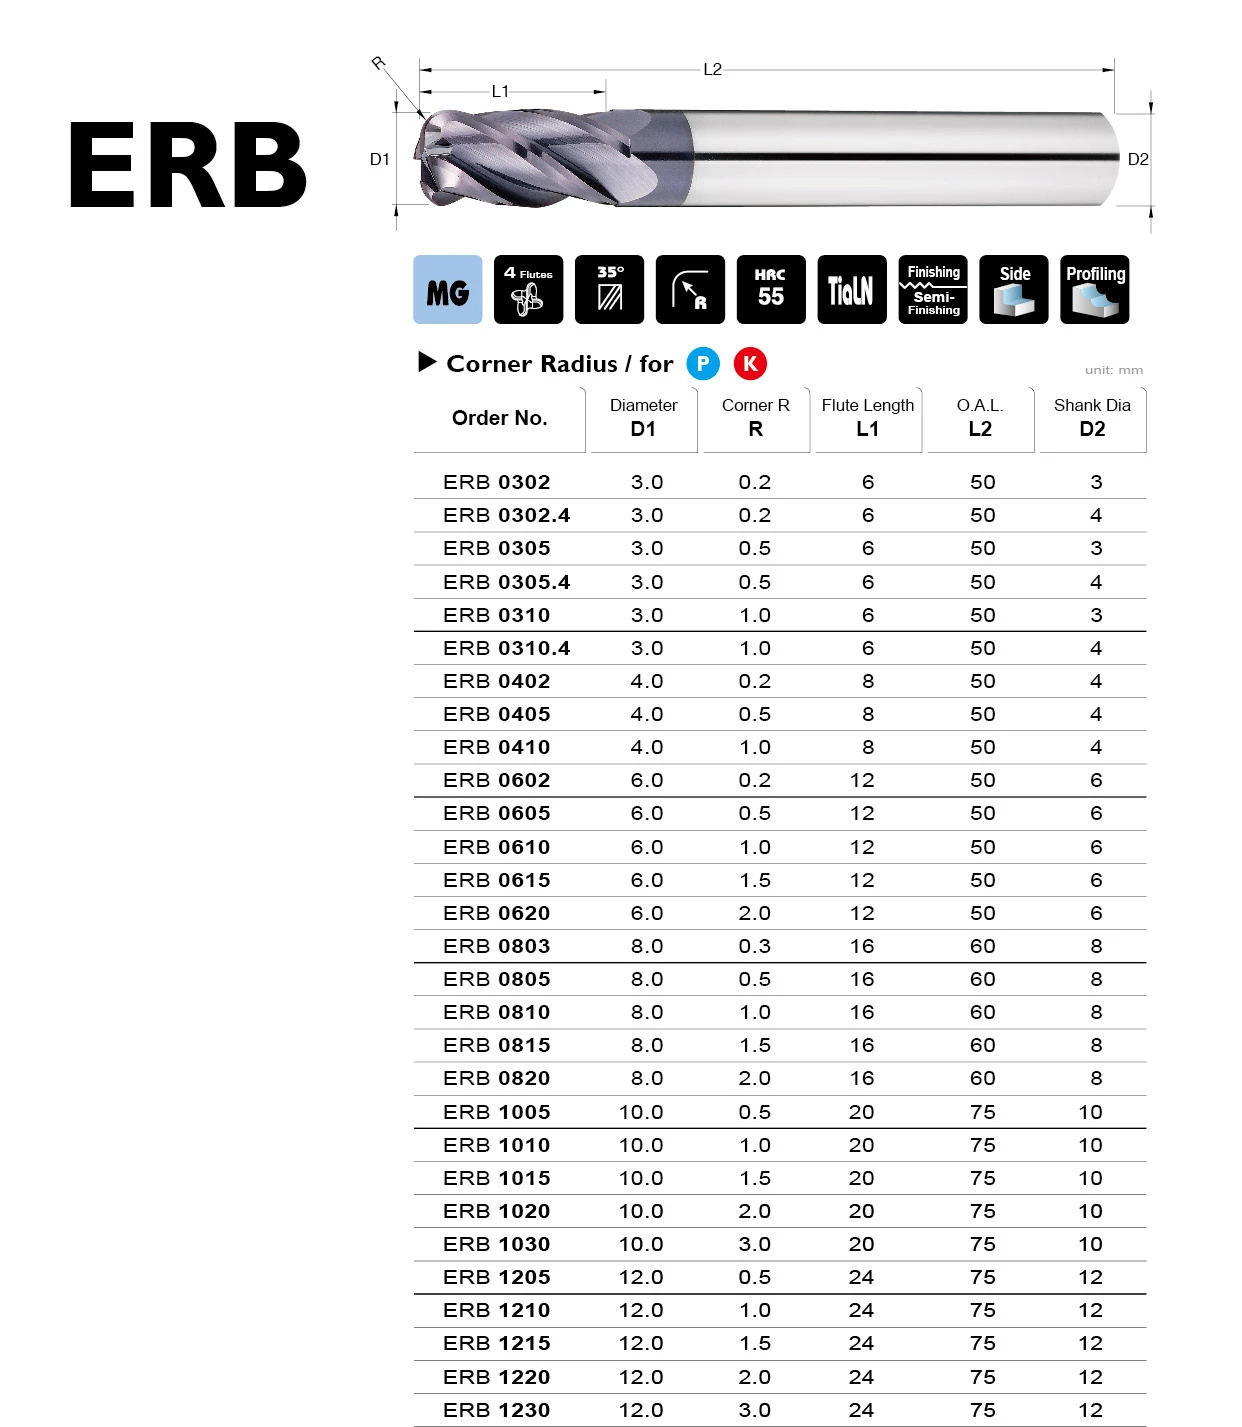 R
L2
L1
ERB
D1
D2
MG
4 Flutes
35°
R
HRC
55
TiaLN
Finishing
Semi-
Finishing
Side
Profiling
Corner Radius / for P K
unit: mm
Order No. Diameter D1 Corner R R Flute Length L1 O.A.L. L2 Shank Dia D2
ERB 0302 3.0 0.2 6 50 3
ERB 0302.4 3.0 0.2 6 50 4
ERB 0305 3.0 0.5 6 50 3
ERB 0305.4 3.0 0.5 6 50 4
ERB 0310 3.0 1.0 6 50 3
ERB 0310.4 3.0 1.0 6 50 4
ERB 0402 4.0 0.2 8 50 4
ERB 0405 4.0 0.5 8 50 4
ERB 0410 4.0 1.0 8 50 4
ERB 0602 6.0 0.2 12 50 6
ERB 0605 6.0 0.5 12 50 6
ERB 0610 6.0 1.0 12 50 6
ERB 0615 6.0 1.5 12 50 6
ERB 0620 6.0 2.0 12 50 6
ERB 0803 8.0 0.3 16 60 8
ERB 0805 8.0 0.5 16 60 8
ERB 0810 8.0 1.0 16 60 8
ERB 0815 8.0 1.5 16 60 8
ERB 0820 8.0 2.0 16 60 8
ERB 1005 10.0 0.5 20 75 10
ERB 1010 10.0 1.0 20 75 10
ERB 1015 10.0 1.5 20 75 10
ERB 1020 10.0 2.0 20 75 10
ERB 1030 10.0 3.0 20 75 10
ERB 1205 12.0 0.5 24 75 12
ERB 1210 12.0 1.0 24 75 12
ERB 1215 12.0 1.5 24 75 12
ERB 1220 12.0 2.0 24 75 12
ERB 1230 12.0 3.0 24 75 12